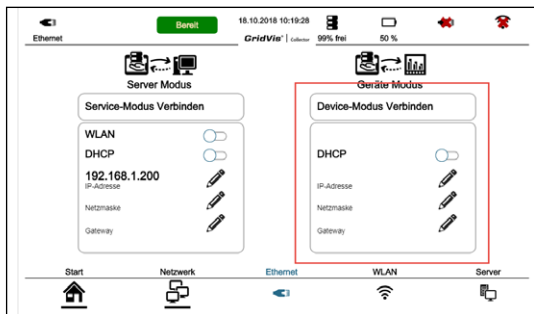 Bereit
18.10.2018 10:19:28
Ethernet
GridVis® | Collector
99% frei
50 %
Server Modus
Geräte Modus
Service-Modus Verbinden
Device-Modus Verbinden
WLAN
DHCP
DHCP
192.168.1.200
IP-Adresse
IP-Adresse
Netzmaske
Netzmaske
Gateway
Gateway
Start
Netzwerk
Ethernet
WLAN
Server